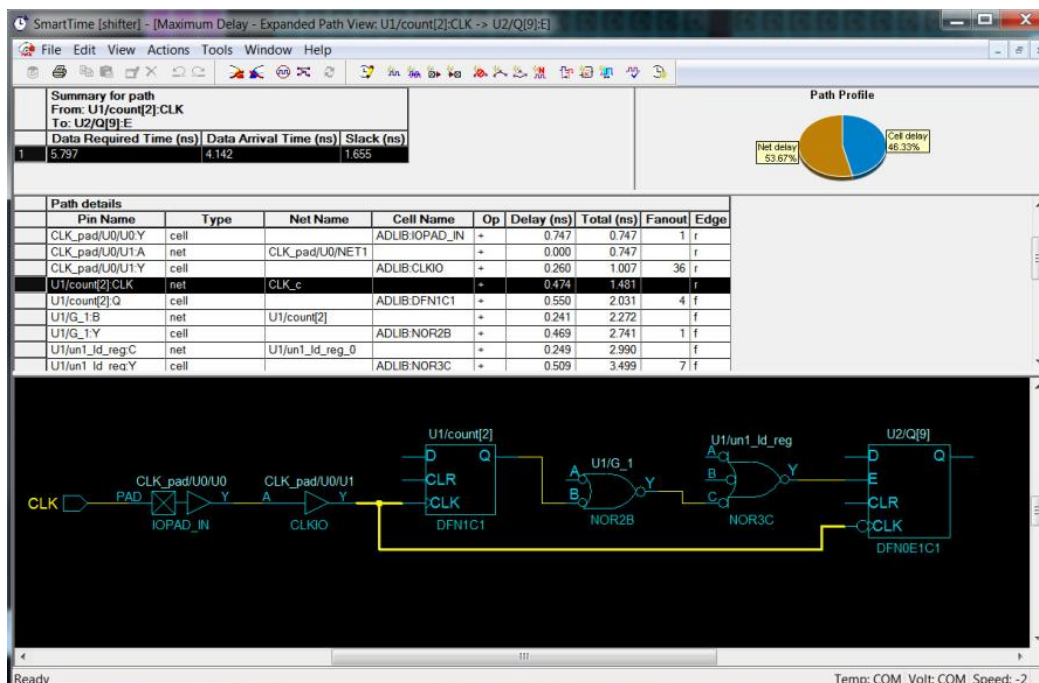 SmartTime [shifter] - [Maximum Delay - Expanded Path View: U1/count[2]:CLK -> U2/Q[9]:E]
File Edit View Actions Tools Window Help
Summary for path
From: U1/count[2]:CLK
To: U2/Q[9]:E
Data Required Time (ns) Data Arrival Time (ns) Slack (ns)
1 5.797 4.142 1.655
Path Profile
Net delay
53.67%
Cell delay
46.33%
Path details
Pin Name Type Net Name Cell Name Op Delay (ns) Total (ns) Fanout Edge
CLK_pad/U0/U0:Y cell ADLIB:IOPAD_IN + 0.747 0.747 1 r
CLK_pad/U0/U1:A net CLK_pad/U0/NET1 + 0.000 0.747 r
CLK_pad/U0/U1:Y cell ADLIB:CLKIO + 0.260 1.007 36 r
U1/count[2]:CLK net CLK_c + 0.474 1.481 r
U1/count[2]:Q cell ADLIB:DFN1C1 + 0.550 2.031 4 f
U1/G_1:B net U1/count[2] + 0.241 2.272 f
U1/G_1:Y cell ADLIB:NOR2B + 0.469 2.741 1 f
U1/un1_ld_reg:C net U1/un1_ld_reg_0 + 0.249 2.990 f
U1/un1_ld_reg:Y cell ADLIB:NOR3C + 0.509 3.499 7 f
CLK
CLK_pad/U0/U0
PAD Y
IOPAD_IN
CLK_pad/U0/U1
A Y
CLKIO
U1/count[2]
D Q
CLR
CLK
DFN1C1
U1/G_1
A
B Y
NOR2B
U1/un1_ld_reg
A
B Y
C
NOR3C
U2/Q[9]
D Q
E
CLR
CLK
DFN0E1C1
Ready
Temp: COM Volt: COM Speed: -2